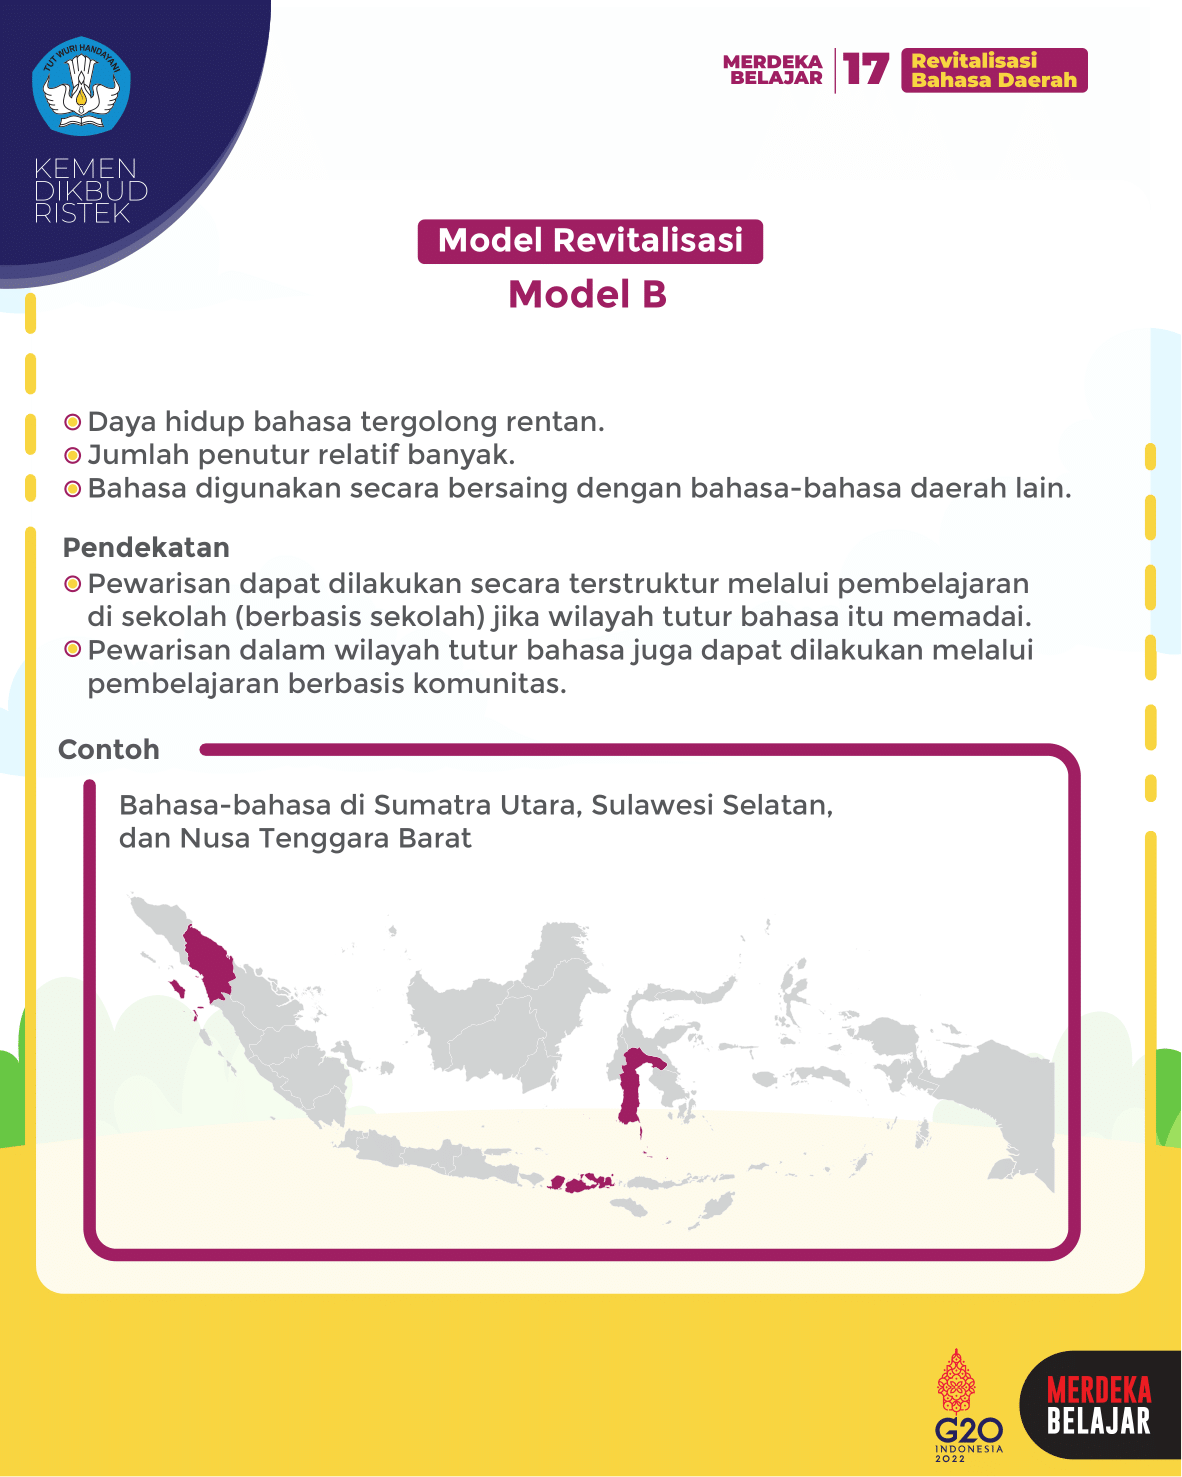 TUT WURI HANDAYANI
KEMEN
DIKBUD
RISTEK
MERDEKA
BELAJAR
17
Revitalisasi
Bahasa Daerah
Model Revitalisasi
Model B
Daya hidup bahasa tergolong rentan.
Jumlah penutur relatif banyak.
Bahasa digunakan secara bersaing dengan bahasa-bahasa daerah lain.
Pendekatan
Pewarisan dapat dilakukan secara terstruktur melalui pembelajaran
di sekolah (berbasis sekolah) jika wilayah tutur bahasa itu memadai.
Pewarisan dalam wilayah tutur bahasa juga dapat dilakukan melalui
pembelajaran berbasis komunitas.
Contoh
Bahasa-bahasa di Sumatra Utara, Sulawesi Selatan,
dan Nusa Tenggara Barat
G20
INDONESIA
2022
MERDEKA
BELAJAR